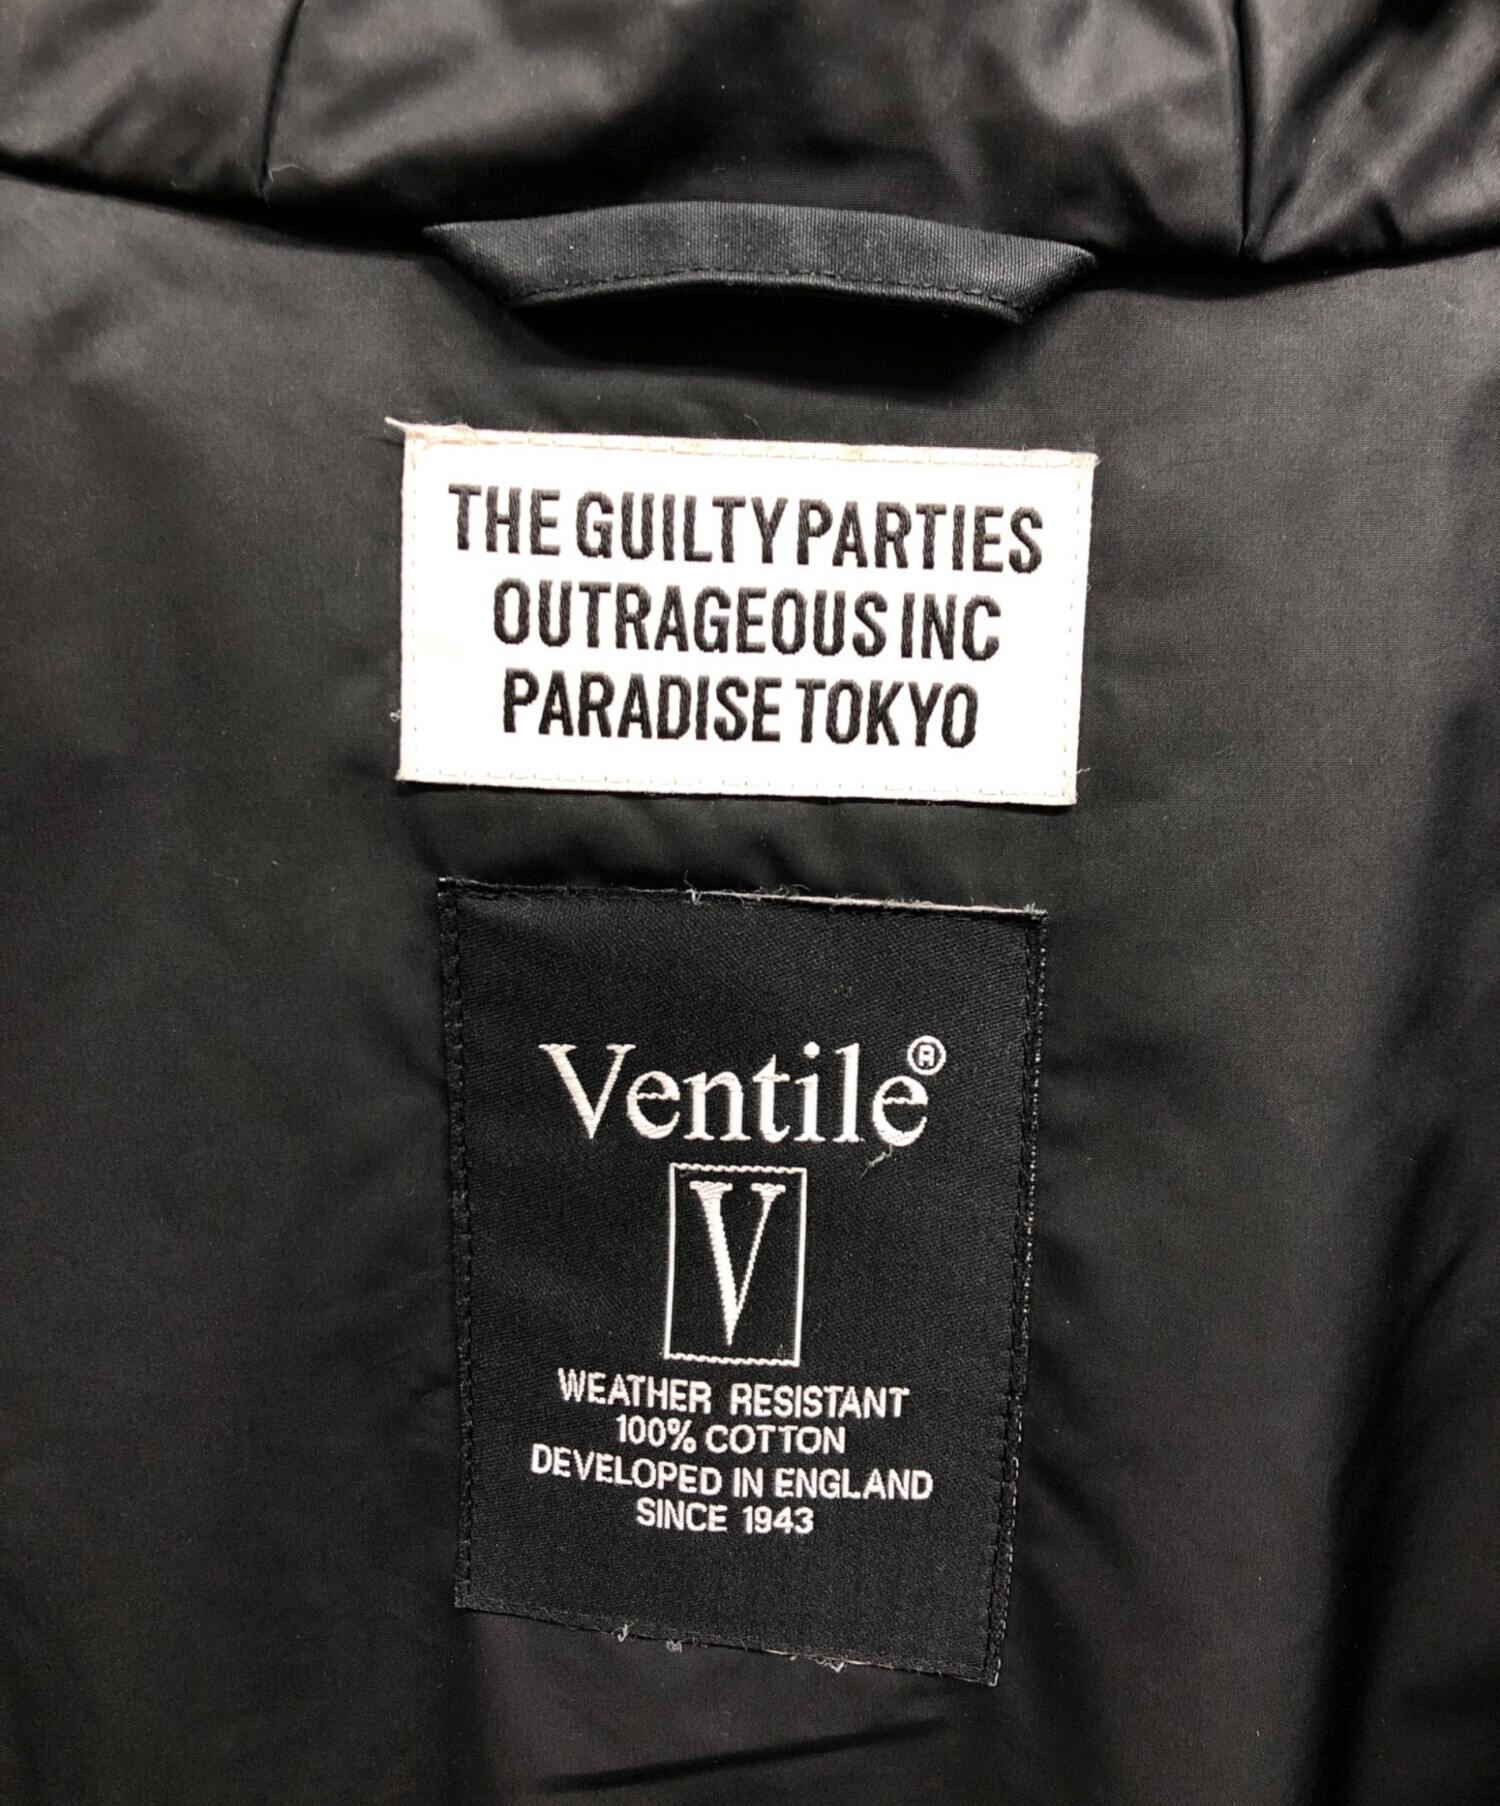 THE GUILTY PARTIES
OUTRAGEOUS INC
PARADISE TOKYO
Ventile®
V
WEATHER RESISTANT
100% COTTON
DEVELOPED IN ENGLAND
SINCE 1943